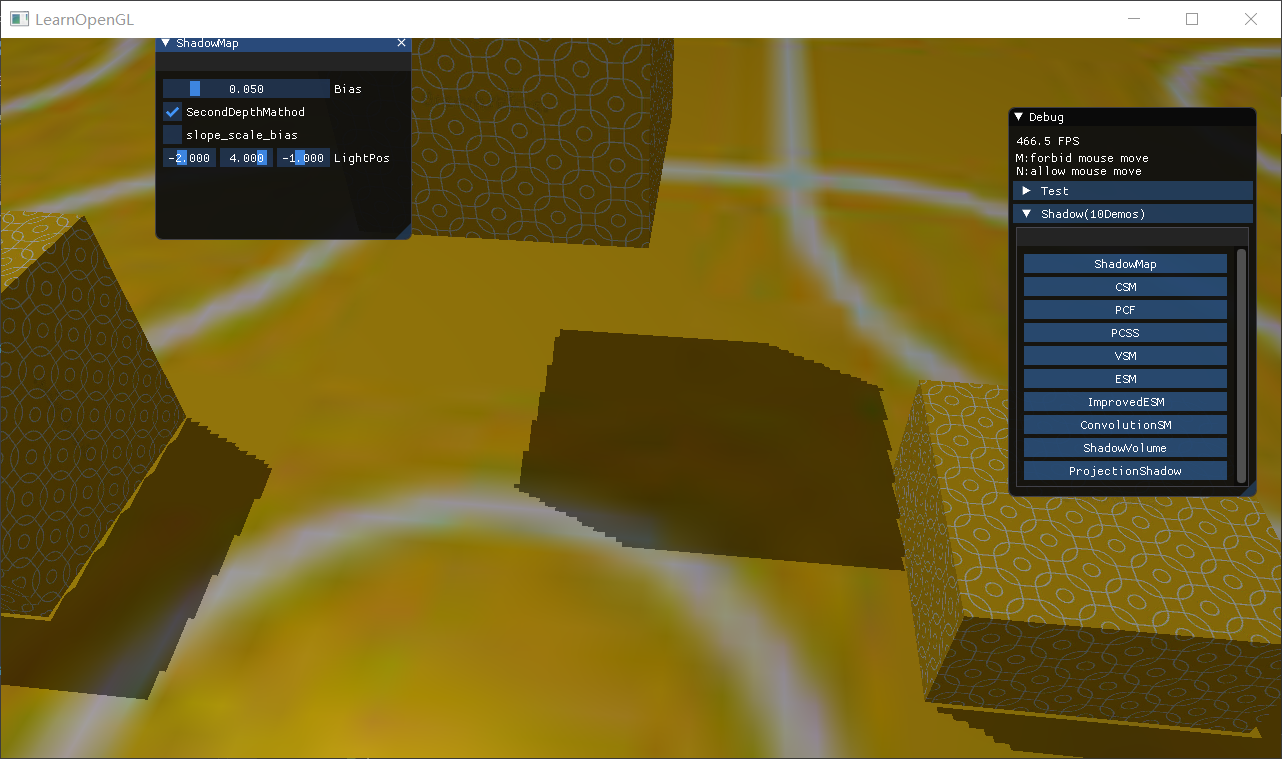 LearnOpenGL
ShadowMap
0.050 Bias
SecondDepthMathod
slope_scale_bias
-2.000 4.000 -1.000 LightPos
Debug
466.5 FPS
M:forbid mouse move
N:allow mouse move
Test
Shadow(10Demos)
ShadowMap
CSM
PCF
PCSS
VSM
ESM
ImprovedESM
ConvolutionSM
ShadowVolume
ProjectionShadow